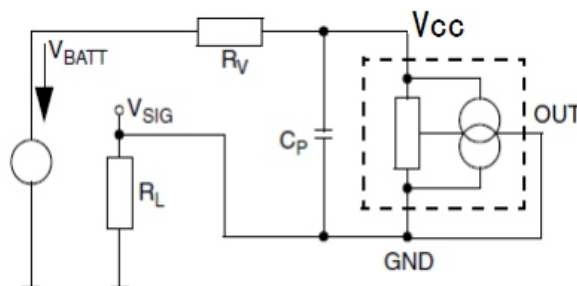 Vcc
V_BATT
R_V
V_SIG
OUT
C_P
R_L
GND